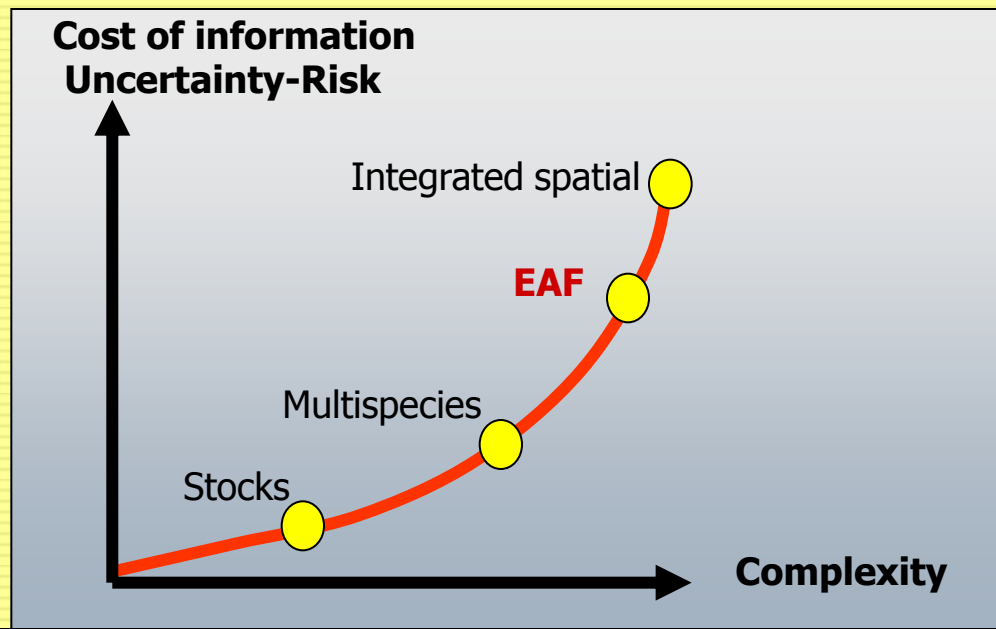 Cost of information
Uncertainty-Risk
Integrated spatial
EAF
Multispecies
Stocks
Complexity